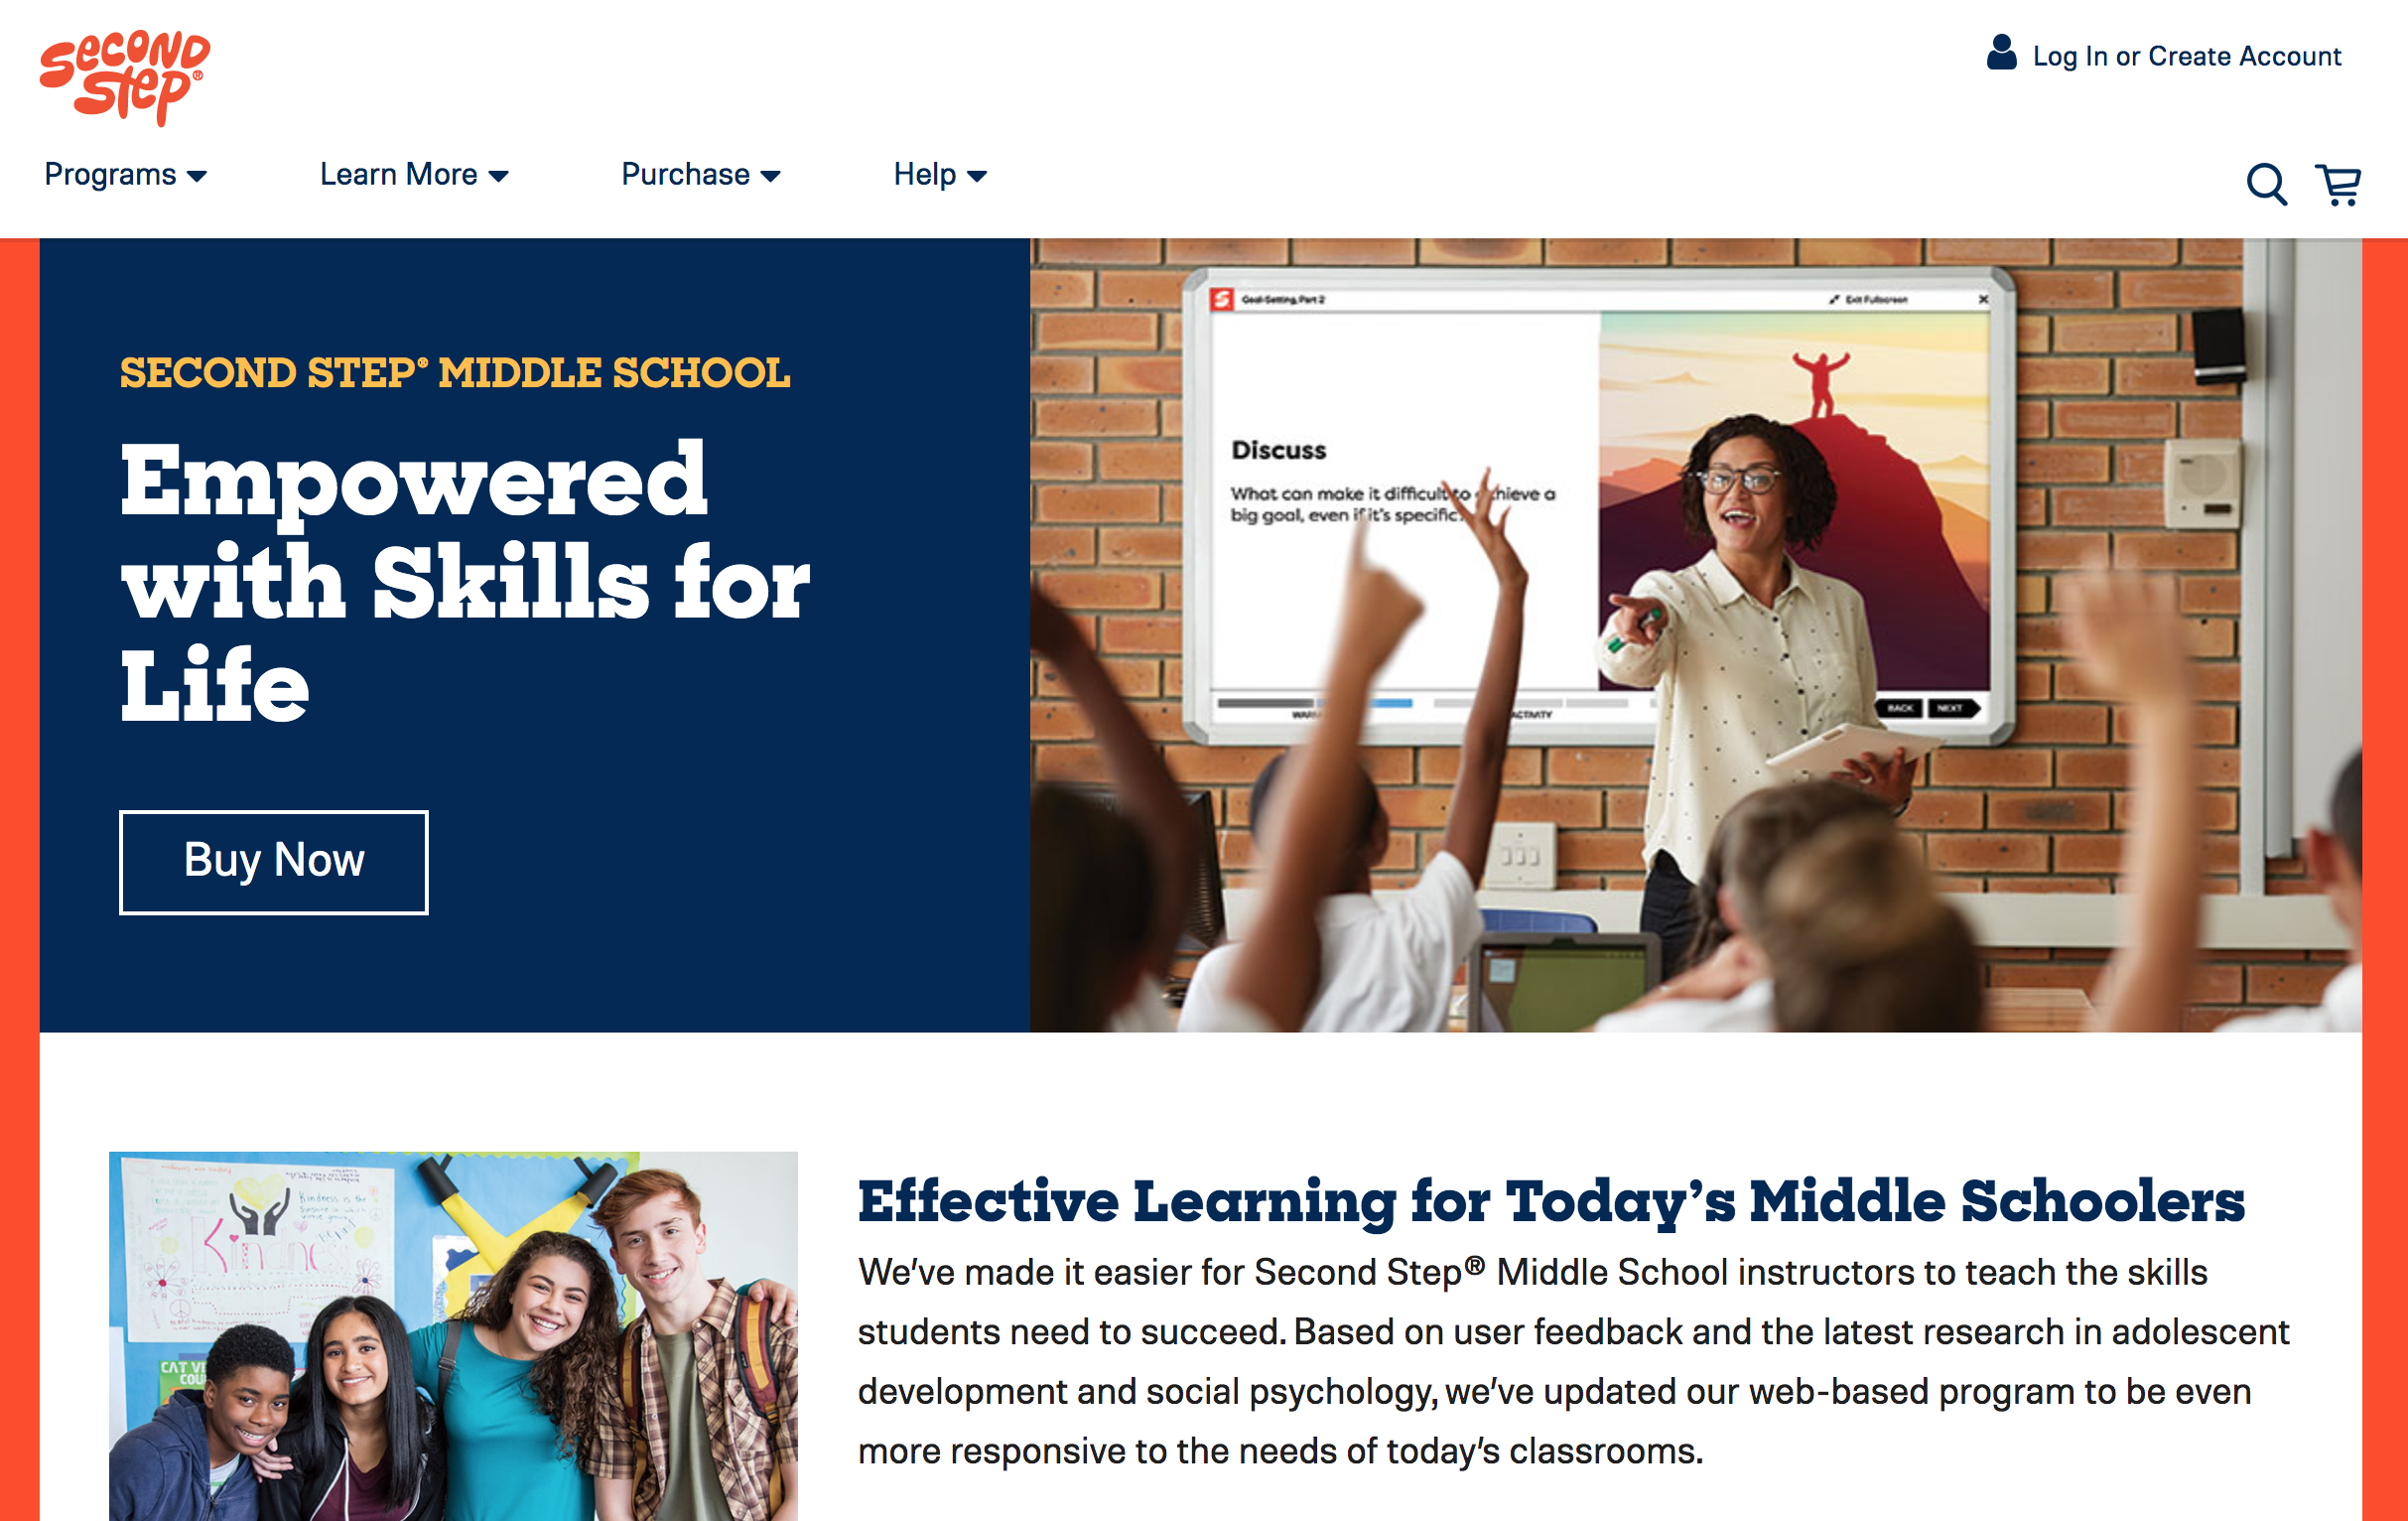 Second
Step®
Log In or Create Account
Programs
Learn More
Purchase
Help
SECOND STEP® MIDDLE SCHOOL
Empowered
with Skills for
Life
Buy Now
Goal-Setting, Part 2
Exit Fullscreen
Discuss
What can make it difficult to achieve a
big goal, even if it's specific?
ACTIVITY
BACK
NEXT
Kindness is the
CAT
Effective Learning for Today’s Middle Schoolers
We’ve made it easier for Second Step® Middle School instructors to teach the skills
students need to succeed. Based on user feedback and the latest research in adolescent
development and social psychology, we’ve updated our web-based program to be even
more responsive to the needs of today’s classrooms.